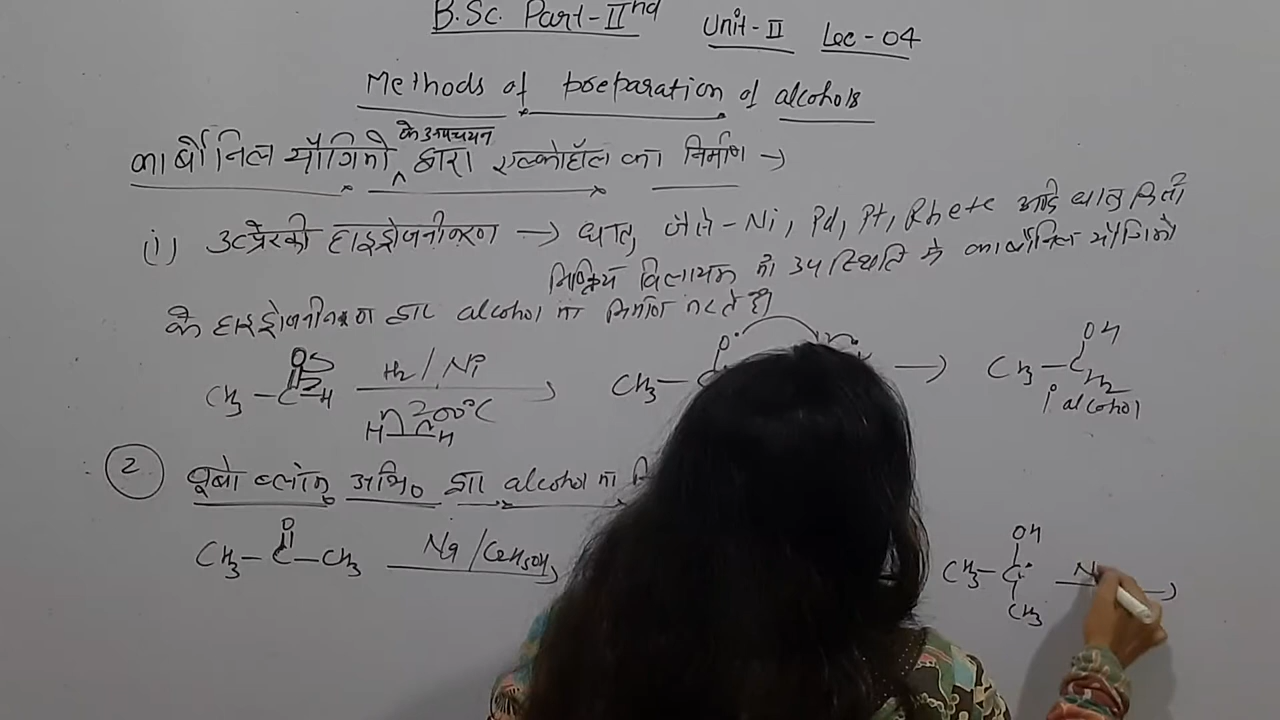 B.Sc. Part-IInd Unit-II Lec-04
Methods of preparation of alcohols
के उपचयन
कार्बोनिल यौगिको द्वारा एल्कोहॉल का निर्माण →
(i) उत्प्रेरकी हाइड्रोजनीकरण → धातु जैसे - Ni, Pd, Pt, Rh etc आदि धातु किसी
निष्क्रिय विलायक की उपस्थिति मे कार्बोनिल यौगिको
के हाइड्रोजनीकरण द्वारा alcohol का निर्माण करते है।
CH3-C H O H2/Ni 200°C H H CH3- O → CH3-CH2 OH
1° alcohol
2 बूबो ब्लांक अभि० द्वारा alcohol का
CH3-C-CH3 O Na/C2H5OH CH3-C OH CH3 N →